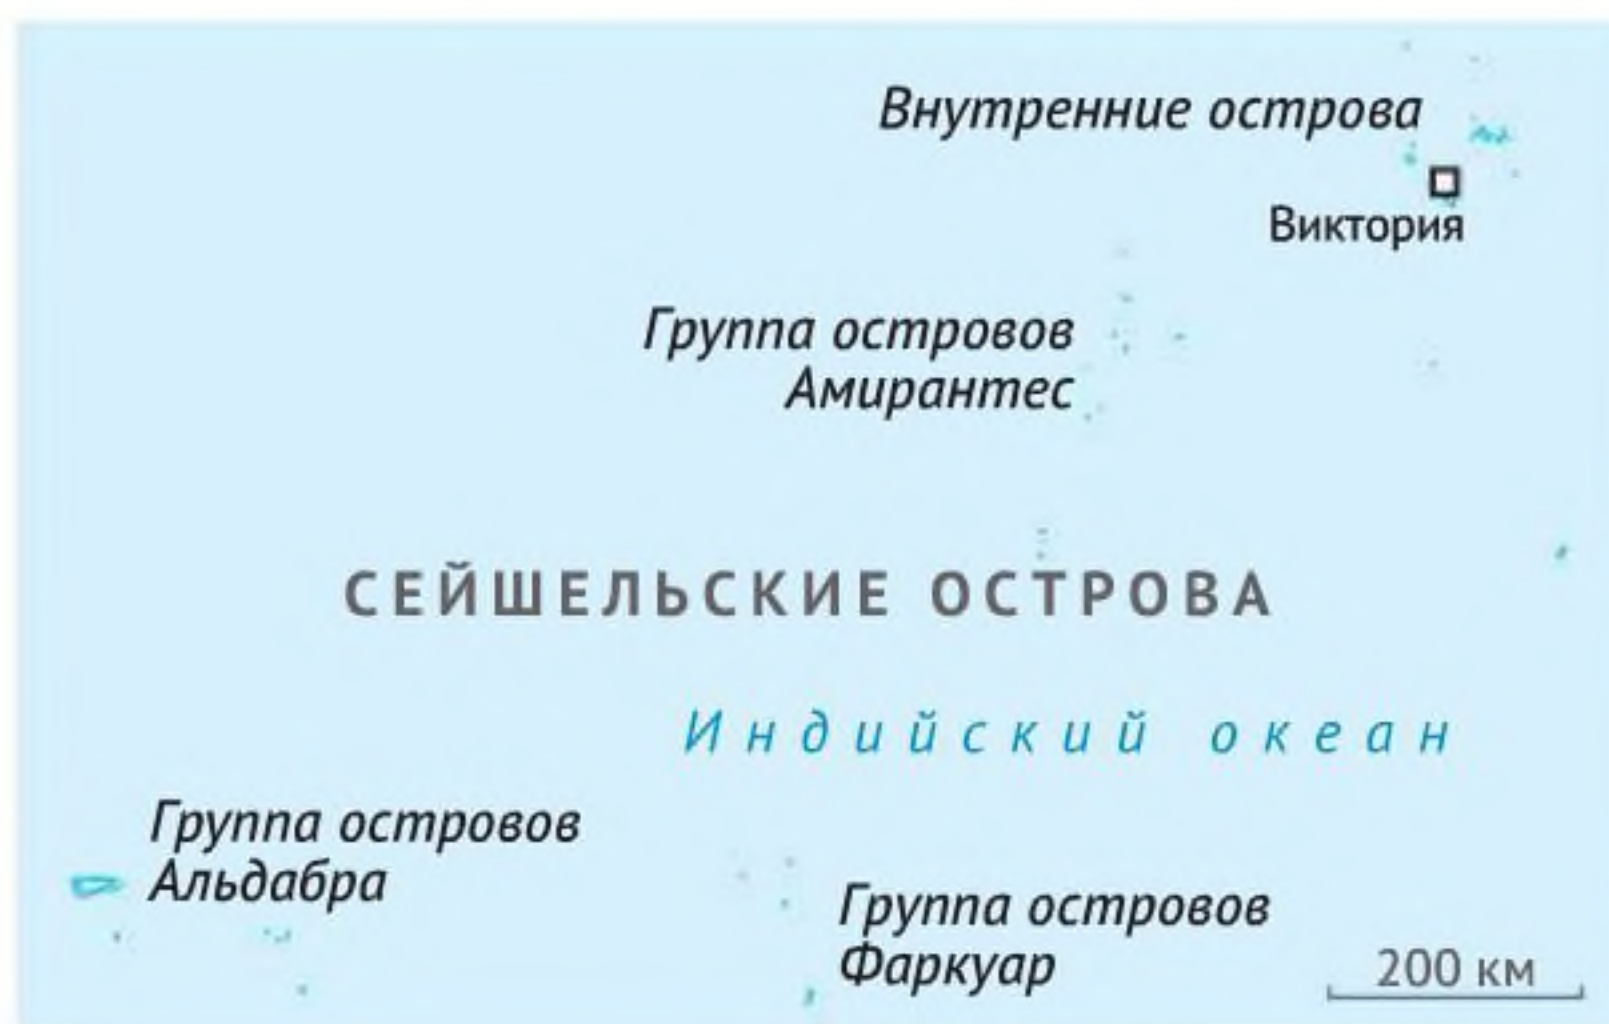 Внутренние острова
Виктория
Группа островов
Амирантес
СЕЙШЕЛЬСКИЕ ОСТРОВА
Индийский океан
Группа островов
Альдабра
Группа островов
Фаркуар
200 км